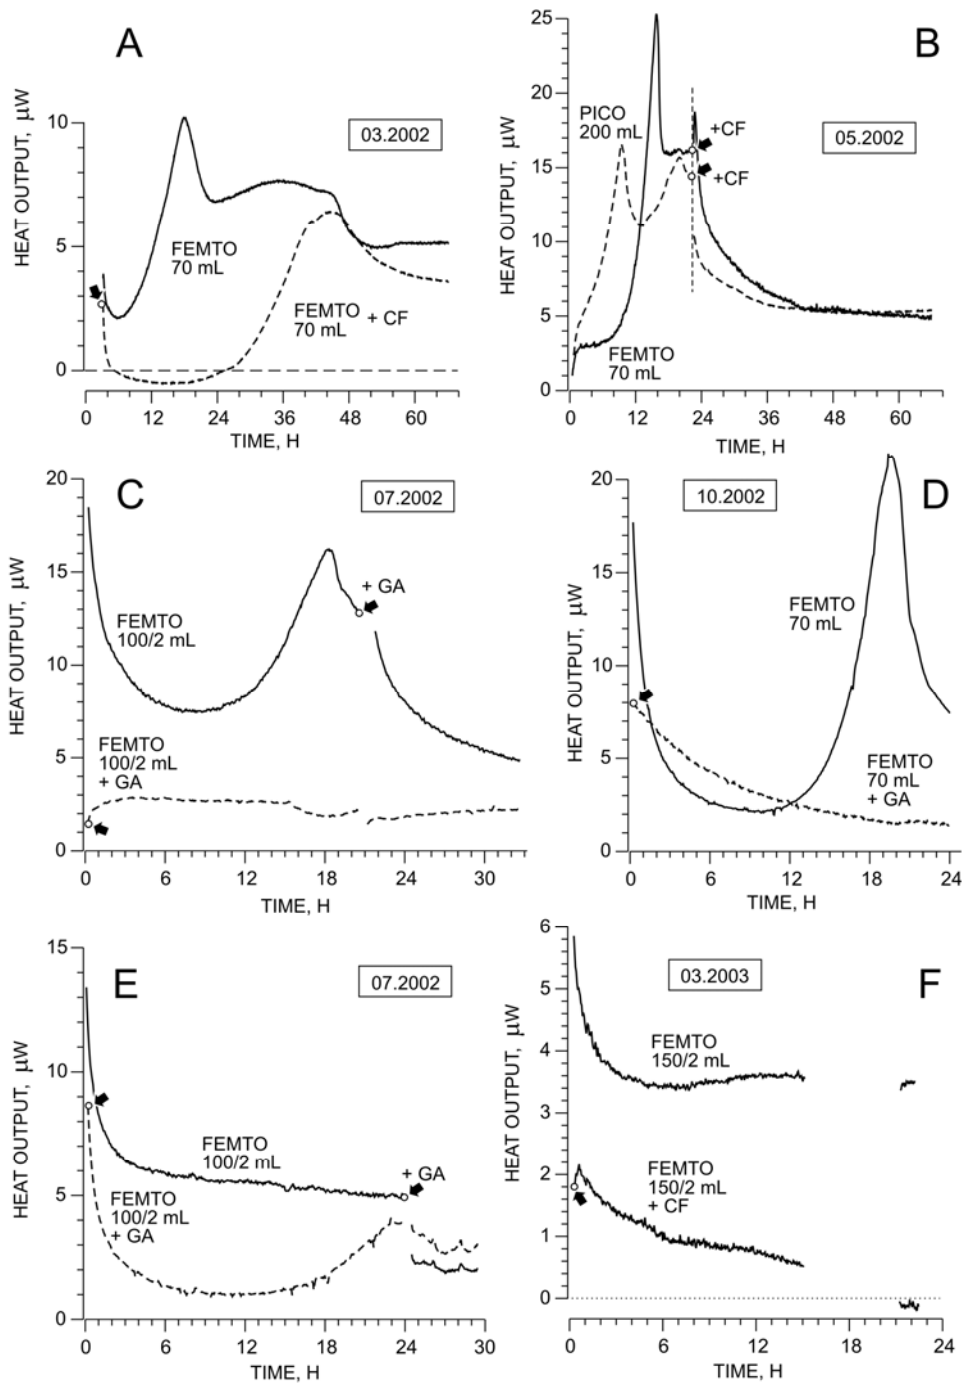 A
HEAT OUTPUT, μW
03.2002
10
5
0
FEMTO
70 mL
FEMTO
70 mL + CF
0 12 24 36 48 60
TIME, H
B
HEAT OUTPUT, μW
05.2002
25
20
15
10
5
0
PICO
200 mL
+CF
+CF
FEMTO
70 mL
0 12 24 36 48 60
TIME, H
C
HEAT OUTPUT, μW
07.2002
20
15
10
5
0
+ GA
FEMTO
100/2 mL
FEMTO
100/2 mL
+ GA
0 6 12 18 24 30
TIME, H
D
HEAT OUTPUT, μW
10.2002
20
15
10
5
0
FEMTO
70 mL
FEMTO
70 mL
+ GA
0 6 12 18 24
TIME, H
E
HEAT OUTPUT, μW
07.2002
15
10
5
0
FEMTO
100/2 mL
+ GA
FEMTO
100/2 mL
+ GA
0 6 12 18 24 30
TIME, H
F
HEAT OUTPUT, μW
03.2003
6
5
4
3
2
1
0
FEMTO
150/2 mL
FEMTO
150/2 mL
+ CF
0 6 12 18 24
TIME, H